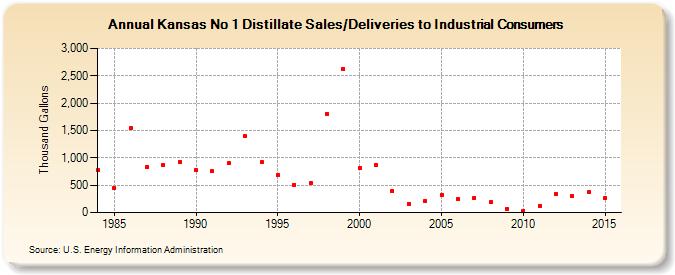 Annual Kansas No 1 Distillate Sales/Deliveries to Industrial Consumers
Thousand Gallons
3,000
2,500
2,000
1,500
1,000
500
0
1985 1990 1995 2000 2005 2010 2015
Source: U.S. Energy Information Administration